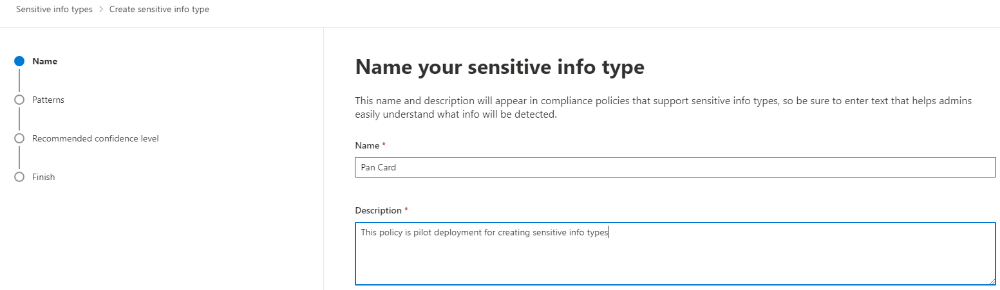 Sensitive info types > Create sensitive info type
Name
Patterns
Recommended confidence level
Finish
Name your sensitive info type
This name and description will appear in compliance policies that support sensitive info types, so be sure to enter text that helps admins
easily understand what info will be detected.
Name *
Pan Card
Description *
This policy is pilot deployment for creating sensitive info types